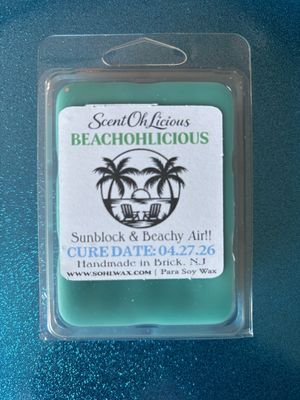 ScentOhLicious
BEACHOHLICIOUS
Sunblock & Beachy Air!!
CURE DATE: 04.27.26
Handmade in Brick, NJ
WWW.SOHLWAX.COM | Para Soy Wax